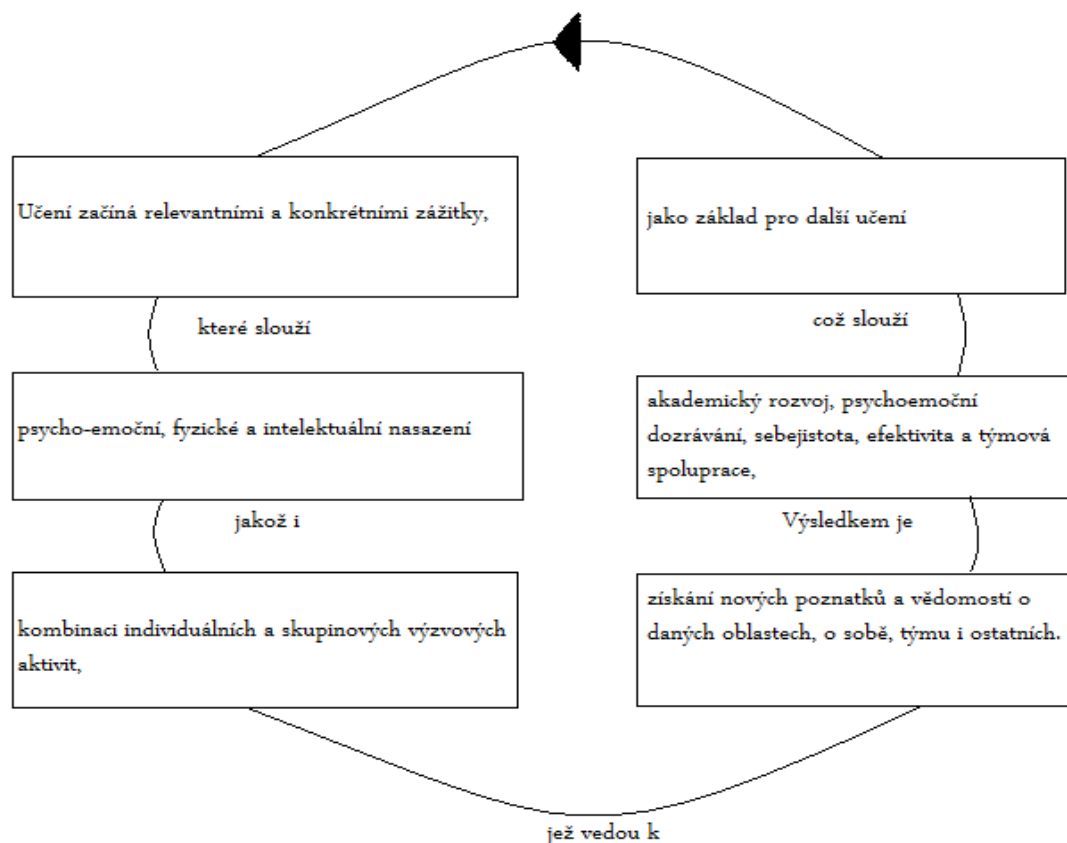 Učení začíná relevantními a konkrétními zážitky,
které slouží
psycho-emoční, fyzické a intelektuální nasazení
jakož i
kombinaci individuálních a skupinových výzvových
aktivit,
jež vedou k
získání nových poznatků a vědomostí o
daných oblastech, o sobě, týmu i ostatních.
Výsledkem je
akademický rozvoj, psychoemoční
dozrávání, sebejistota, efektivita a týmová
spoluprace,
což slouží
jako základ pro další učení